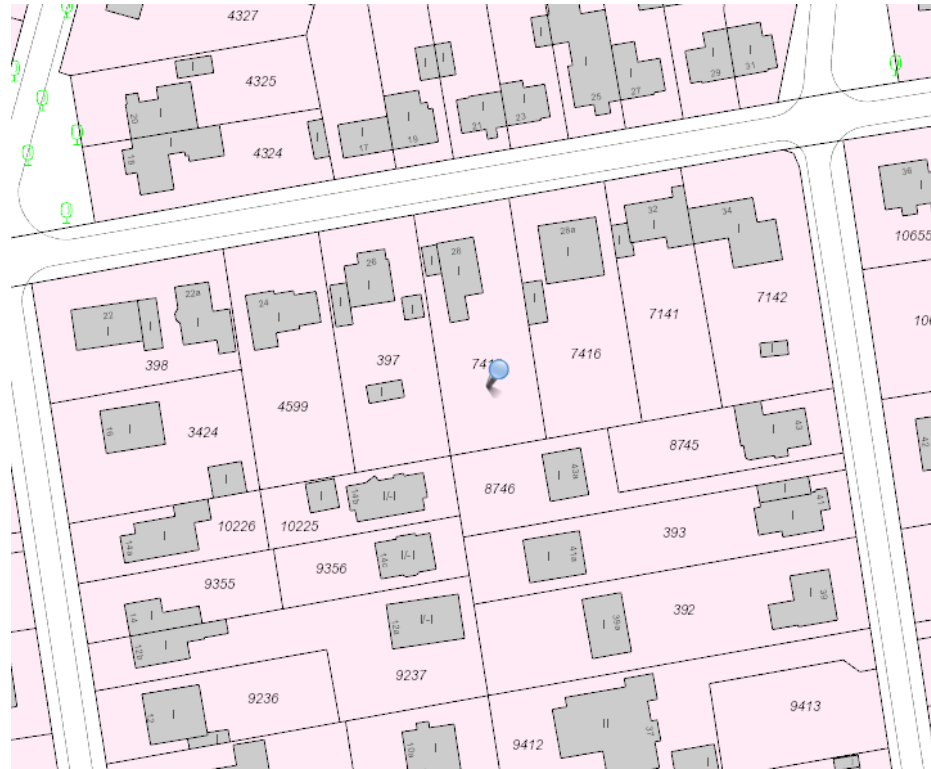 4327
4325
I
20
I
I
18
4324
I
I
17
I
19
I
I
I
21
I
23
I
25
I
27
I
29
I
31
36
I
10655
22
I
I
22a
I
24
I
26
I
I
I
28
I
I
28a
I
I
32
I
I
34
I
398
397
7416
7141
7142
4599
16
I
3424
I
I
I I
8745
43
I
42
8746
43a
I
10226
10225
I
14b
I/-I
14a
I
9355
9356
14c
I/-I
393
I
41
I
41a
I
14
I
12b
I
12a
I/-I
392
39
I
39a
I
9236
9237
12
I
10a
I
9412
II
37
I
9413
I